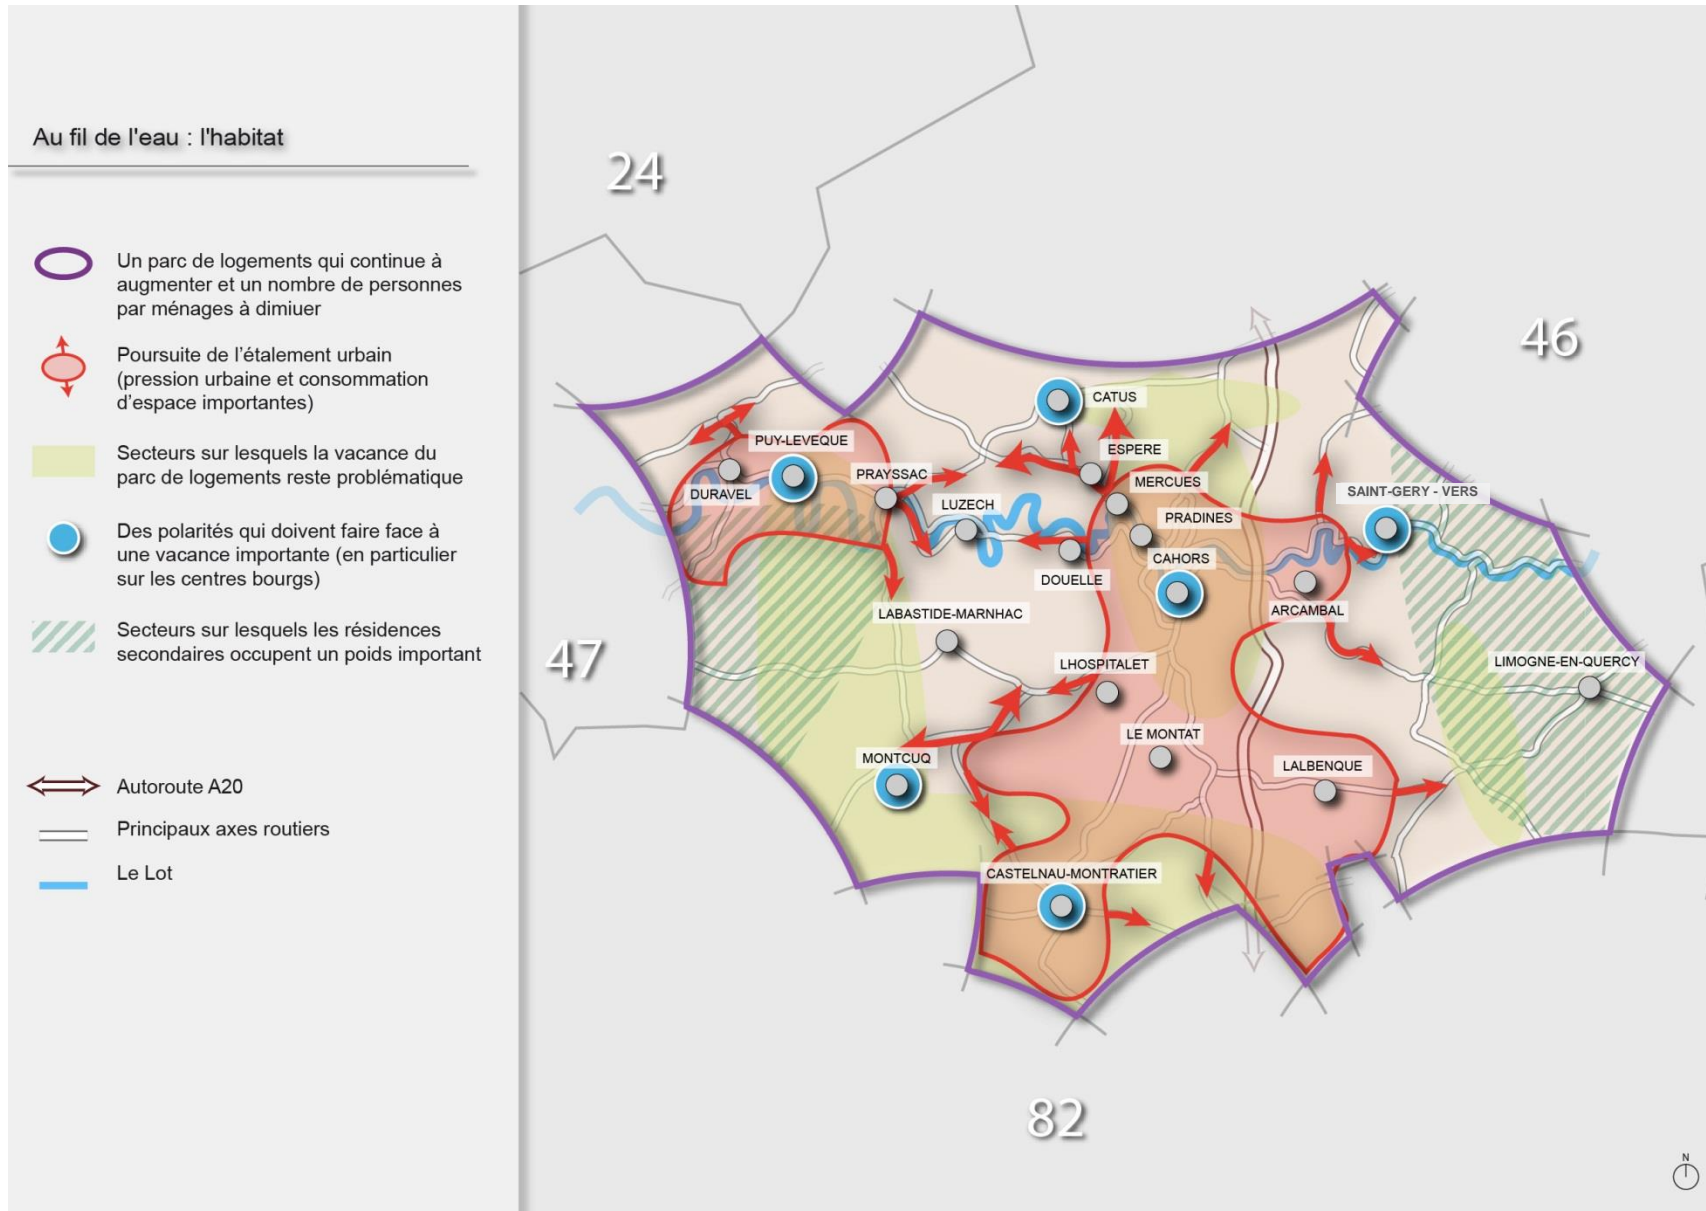 Au fil de l'eau : l'habitat
Un parc de logements qui continue à
augmenter et un nombre de personnes
par ménages à dimiuer
Poursuite de l'étalement urbain
(pression urbaine et consommation
d'espace importantes)
Secteurs sur lesquels la vacance du
parc de logements reste problématique
Des polarités qui doivent faire face à
une vacance importante (en particulier
sur les centres bourgs)
Secteurs sur lesquels les résidences
secondaires occupent un poids important
Autoroute A20
Principaux axes routiers
Le Lot
24
46
CATUS
PUY-LEVEQUE
ESPERE
PRAYSSAC
MERCUES
DURAVEL
SAINT-GERY - VERS
LUZECH
PRADINES
CAHORS
DOUELLE
ARCAMBAL
LABASTIDE-MARNHAC
47
LHOSPITALET
LIMOGNE-EN-QUERCY
LE MONTAT
MONTCUQ
LALBENQUE
CASTELNAU-MONTRATIER
82
N